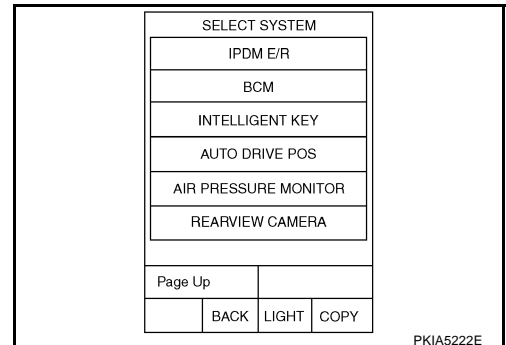 SELECT SYSTEM
IPDM E/R
BCM
INTELLIGENT KEY
AUTO DRIVE POS
AIR PRESSURE MONITOR
REARVIEW CAMERA
Page Up
BACK LIGHT COPY
PKIA5222E